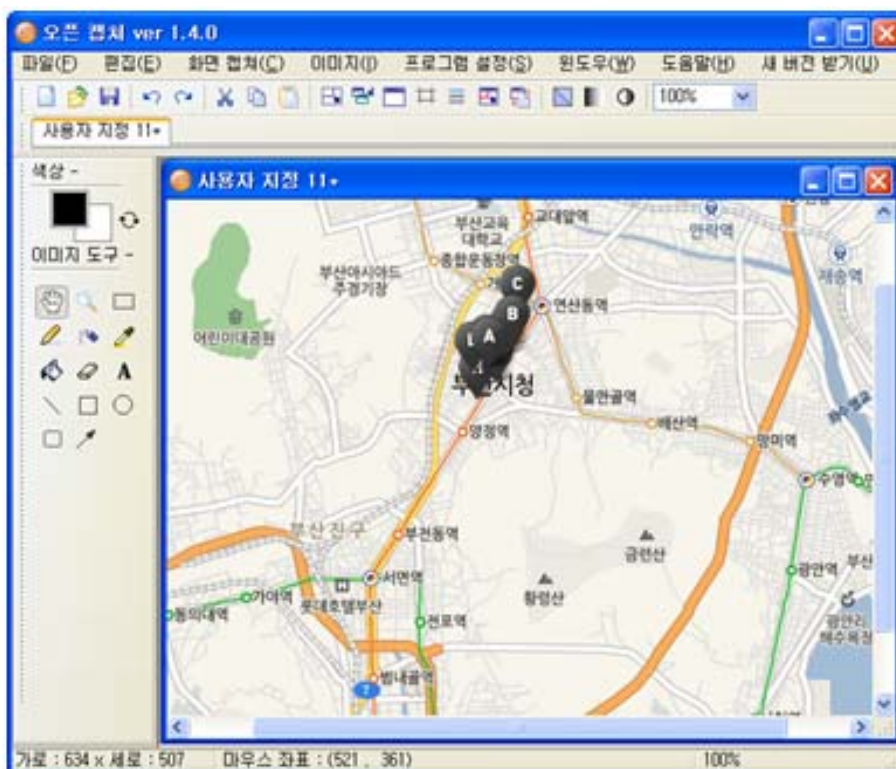 오픈 캡쳐 ver 1.4.0
파일(F) 편집(E) 화면 캡쳐(C) 이미지(I) 프로그램 설정(S) 윈도우(W) 도움말(H) 새 버전 받기(U)
100%
사용자 지정 11*
색상 -
이미지 도구 -
A
사용자 지정 11*
부산교육
대학교
교대앞역
안락역
종합운동장역
부산아시아드
주경기장
재송역
C
B
A
연산동역
어린이대공원
물만골역
배산역
망미역
양정역
수영역
부산진구
부전동역
금련산
황령산
서면역
가야역
롯데호텔부산
동의대역
전포역
광안역
부산
광안리
해수욕장
범내골역
가로 : 634 x 세로 : 507 마우스 좌표 : (521 , 361) 100%